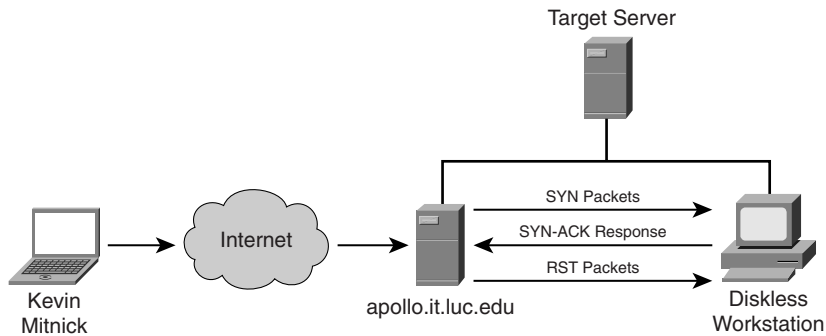 Target Server
SYN Packets
SYN-ACK Response
RST Packets
Internet
Kevin
Mitnick
apollo.it.luc.edu
Diskless
Workstation